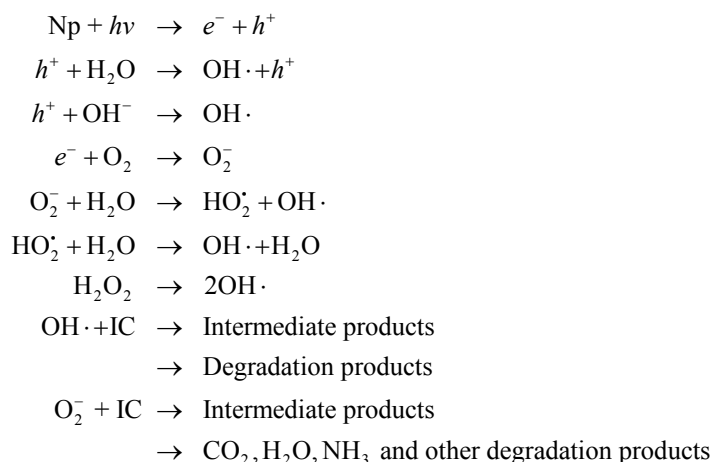 Np + hν → e⁻ + h⁺
h⁺ + H₂O → OH·+h⁺
h⁺ + OH⁻ → OH·
e⁻ + O₂ → O₂⁻
O₂⁻ + H₂O → HO₂• + OH·
HO₂• + H₂O → OH·+H₂O
H₂O₂ → 2OH·
OH·+IC → Intermediate products
→ Degradation products
O₂⁻ + IC → Intermediate products
→ CO₂, H₂O, NH₃ and other degradation products